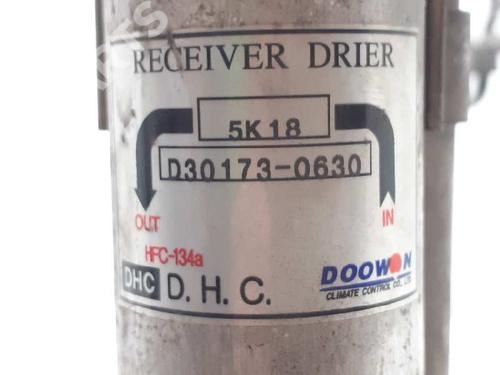 RECEIVER DRIER
5K18
D30173-0630
OUT IN
HFC-134a
DHC D. H. C. DOOWON
CLIMATE CONTROL CO., LTD.